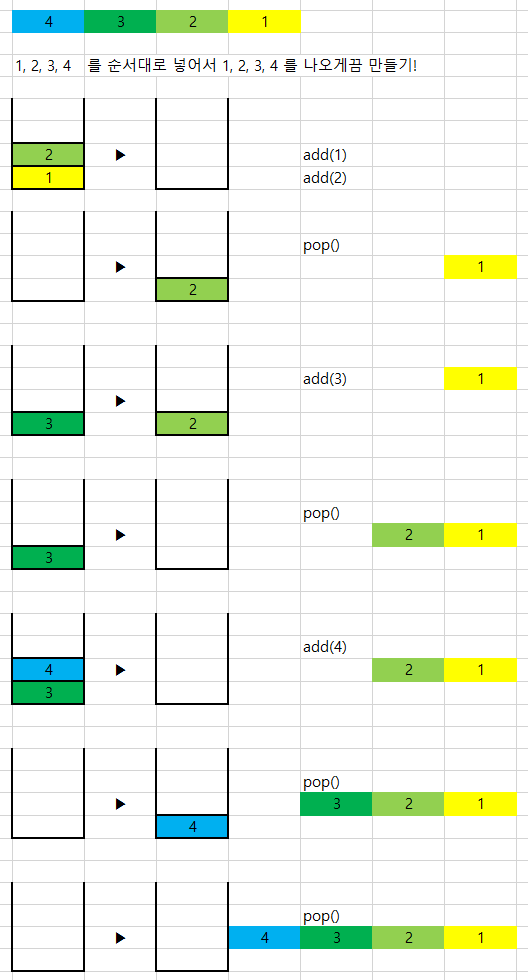 4 3 2 1
1, 2, 3, 4 를 순서대로 넣어서 1, 2, 3, 4 를 나오게끔 만들기!
2 ▶ add(1)
1 add(2)
pop()
▶ 1
2
add(3) 1
▶
3 2
pop()
▶ 2 1
3
add(4)
4 ▶ 2 1
3
pop()
▶ 3 2 1
4
pop()
▶ 4 3 2 1